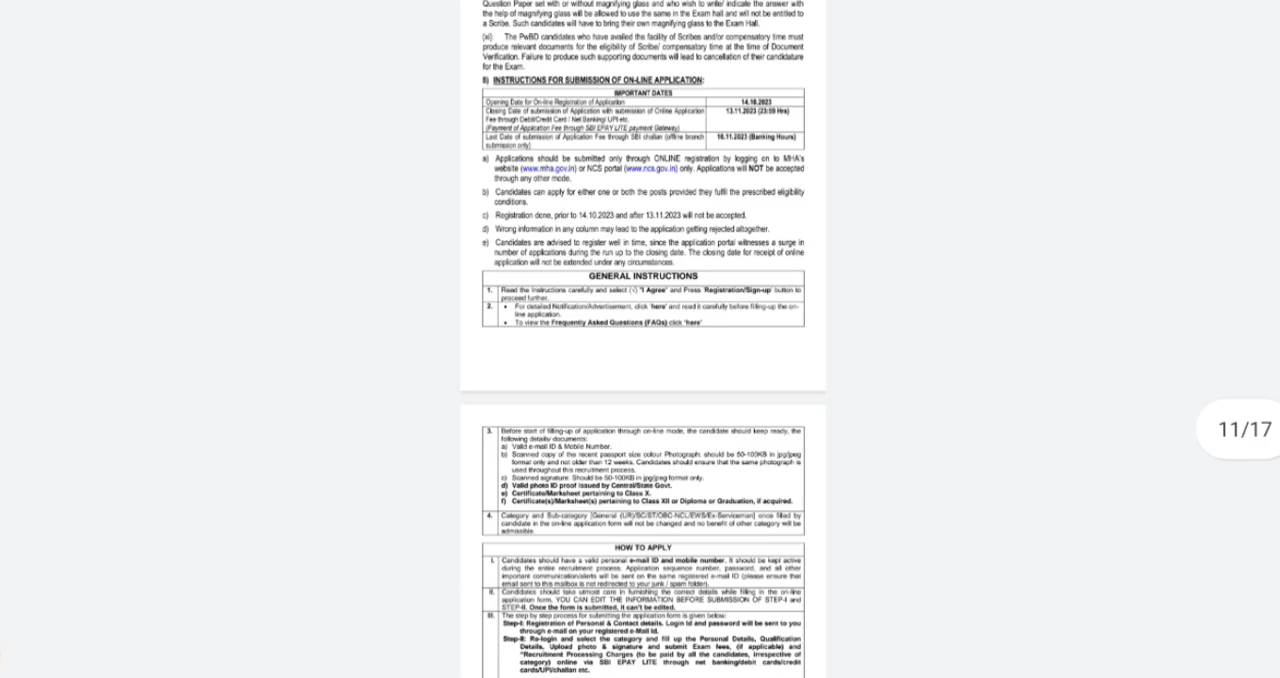 Question Paper set with or without magnifying glass and who wish to write/ indicate the answer with
the help of magnifying glass will be allowed to use the same in the Exam hall and will not be entitled to
a Scribe. Such candidates will have to bring their own magnifying glass to the Exam Hall.
(xi) The PwBD candidates who have availed the facility of Scribes and/or compensatory time must
produce relevant documents for the eligibility of Scribe/ compensatory time at the time of Document
Verification. Failure to produce such supporting documents will lead to cancellation of their candidature
for the Exam.
8) INSTRUCTIONS FOR SUBMISSION OF ON-LINE APPLICATION:
IMPORTANT DATES
Opening Date for On-line Registration of Application 14.10.2023
Closing Date of submission of Application with submission of Online Application 13.11.2023 (23:59 Hrs)
Fee through Debit/Credit Card / Net Banking/ UPI etc.
(Payment of Application Fee through SBI EPAY LITE payment Gateway)
Last Date of submission of Application Fee through SBI challan (offline branch 16.11.2023 (Banking Hours)
submission only)
a) Applications should be submitted only through ONLINE registration by logging on to MHA's
website (www.mha.gov.in) or NCS portal (www.ncs.gov.in) only. Applications will NOT be accepted
through any other mode.
b) Candidates can apply for either one or both the posts provided they fulfil the prescribed eligibility
conditions.
c) Registration done, prior to 14.10.2023 and after 13.11.2023 will not be accepted.
d) Wrong information in any column may lead to the application getting rejected altogether.
e) Candidates are advised to register well in time, since the application portal witnesses a surge in
number of applications during the run up to the closing date. The closing date for receipt of online
application will not be extended under any circumstances.
GENERAL INSTRUCTIONS
1. Read the Instructions carefully and select (√) 'I Agree' and Press 'Registration/Sign-up' button to
proceed further.
2. • For detailed Notification/Advertisement, click 'here' and read it carefully before filling-up the on-
line application.
• To view the Frequently Asked Questions (FAQs) click 'here'
11/17
3. Before start of filling-up of application through on-line mode, the candidate should keep ready, the
following details/ documents:
a) Valid e-mail ID & Mobile Number.
b) Scanned copy of the recent passport size colour Photograph: should be 50-100KB in jpg/jpeg
format only and not older than 12 weeks. Candidates should ensure that the same photograph is
used throughout this recruitment process.
c) Scanned signature: Should be 50-100KB in jpg/jpeg format only.
d) Valid photo ID proof issued by Central/State Govt.
e) Certificate/Marksheet pertaining to Class X.
f) Certificate(s)/Marksheet(s) pertaining to Class XII or Diploma or Graduation, if acquired.
4. Category and Sub-category [General (UR)/SC/ST/OBC-NCL/EWS/Ex-Serviceman] once filled by
candidate in the on-line application form will not be changed and no benefit of other category will be
admissible.
HOW TO APPLY
I. Candidates should have a valid personal e-mail ID and mobile number. It should be kept active
during the entire recruitment process. Application sequence number, password, and all other
important communication/alerts will be sent on the same registered e-mail ID (please ensure that
email sent to this mailbox is not redirected to your junk / spam folder).
II. Candidates should take utmost care in furnishing the correct details while filling in the on-line
application form. YOU CAN EDIT THE INFORMATION BEFORE SUBMISSION OF STEP-I and
STEP-II. Once the form is submitted, it can't be edited.
III. The step by step process for submitting the application form is given below:
Step-I: Registration of Personal & Contact details. Login Id and password will be sent to you
through e-mail on your registered e-Mail Id.
Step-II: Re-login and select the category and fill up the Personal Details, Qualification
Details, Upload photo & signature and submit Exam fees, (if applicable) and
"Recruitment Processing Charges (to be paid by all the candidates, irrespective of
category) online via SBI EPAY LITE through net banking/debit cards/credit
cards/UPI/challan etc.